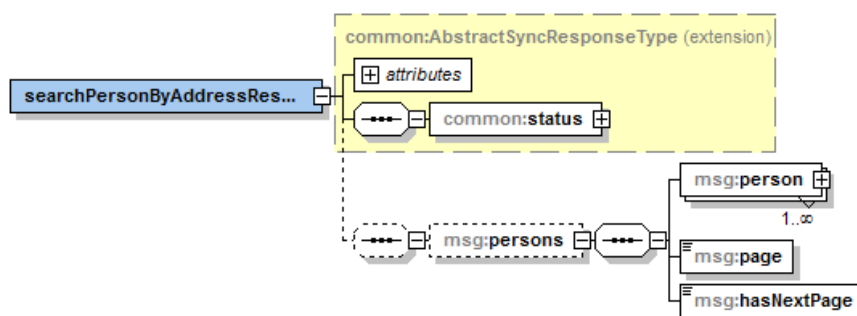 common:AbstractSyncResponseType (extension)
attributes
searchPersonByAddressRes...
common:status
msg:person
1..∞
msg:persons
msg:page
msg:hasNextPage